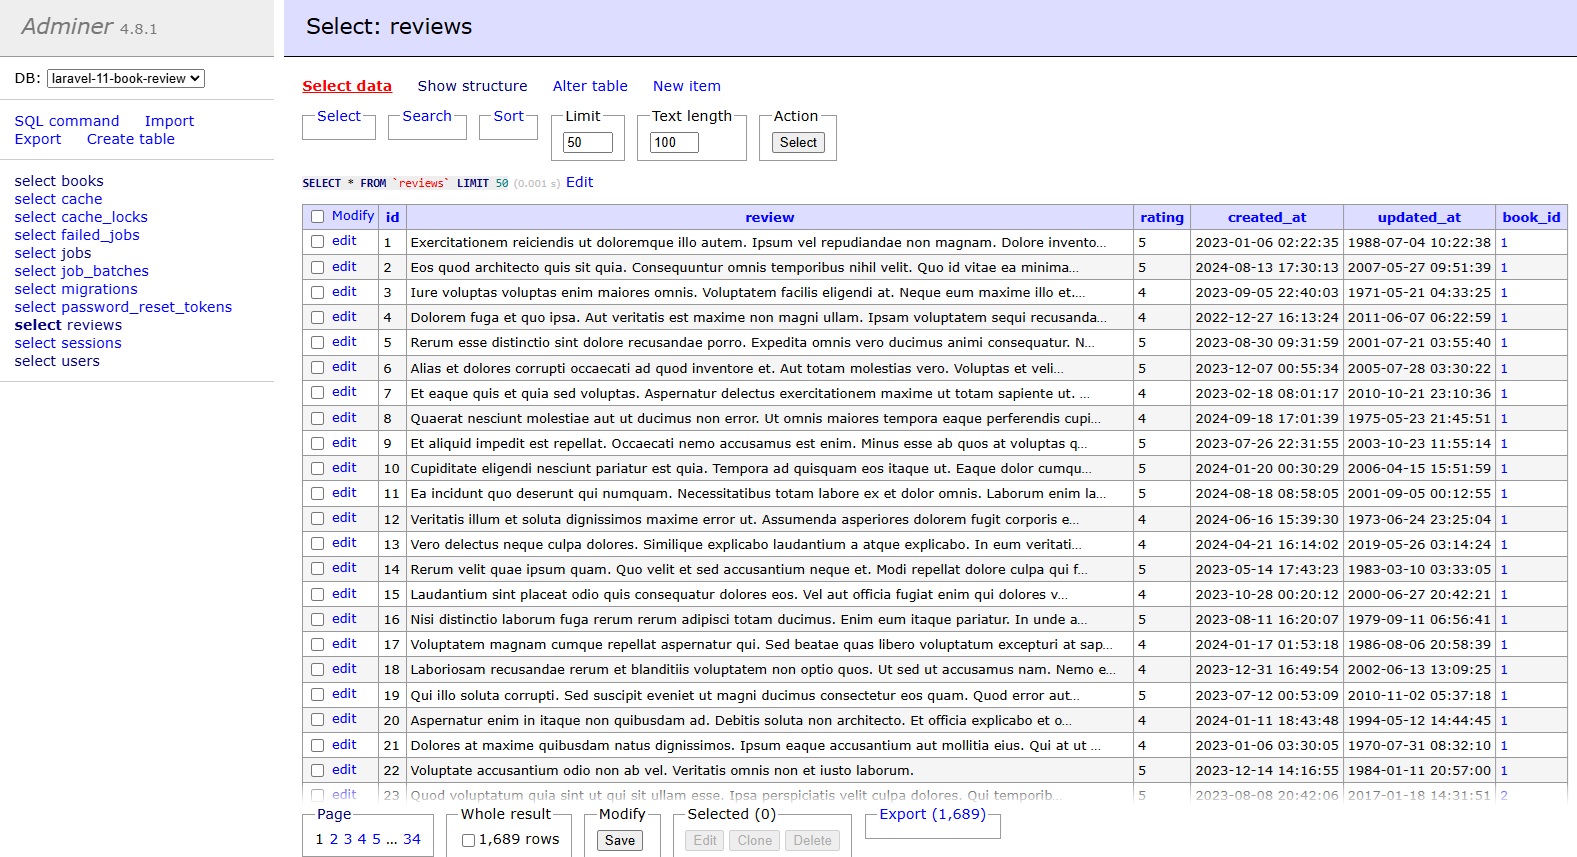 Adminer 4.8.1
DB: laravel-11-book-review
SQL command Import
Export Create table
select books
select cache
select cache_locks
select failed_jobs
select jobs
select job_batches
select migrations
select password_reset_tokens
select reviews
select sessions
select users
Select: reviews
Select data Show structure Alter table New item
Select Search Sort Limit Text length Action
50 100 Select
SELECT * FROM `reviews` LIMIT 50 (0.001 s) Edit
Modify id review rating created_at updated_at book_id
edit 1 Exercitationem reiciendis ut doloremque illo autem. Ipsum vel repudiandae non magnam. Dolore invento... 5 2023-01-06 02:22:35 1988-07-04 10:22:38 1
edit 2 Eos quod architecto quis sit quia. Consequuntur omnis temporibus nihil velit. Quo id vitae ea minima... 5 2024-08-13 17:30:13 2007-05-27 09:51:39 1
edit 3 Iure voluptas voluptas enim maiores omnis. Voluptatem facilis eligendi at. Neque eum maxime illo et.... 4 2023-09-05 22:40:03 1971-05-21 04:33:25 1
edit 4 Dolorem fuga et quo ipsa. Aut veritatis est maxime non magni ullam. Ipsam voluptatem sequi recusanda... 4 2022-12-27 16:13:24 2011-06-07 06:22:59 1
edit 5 Rerum esse distinctio sint dolore recusandae porro. Expedita omnis vero ducimus animi consequatur. N... 5 2023-08-30 09:31:59 2001-07-21 03:55:40 1
edit 6 Alias et dolores corrupti occaecati ad quod inventore et. Aut totam molestias vero. Voluptas et veli... 5 2023-12-07 00:55:34 2005-07-28 03:30:22 1
edit 7 Et eaque quis et quia sed voluptas. Aspernatur delectus exercitationem maxime ut totam sapiente ut. ... 4 2023-02-18 08:01:17 2010-10-21 23:10:36 1
edit 8 Quaerat nesciunt molestiae aut ut ducimus non error. Ut omnis maiores tempora eaque perferendis cupi... 4 2024-09-18 17:01:39 1975-05-23 21:45:51 1
edit 9 Et aliquid impedit est repellat. Occaecati nemo accusamus est enim. Minus esse ab quos at voluptas q... 5 2023-07-26 22:31:55 2003-10-23 11:55:14 1
edit 10 Cupiditate eligendi nesciunt pariatur est quia. Tempora ad quisquam eos itaque ut. Eaque dolor cumqu... 5 2024-01-20 00:30:29 2006-04-15 15:51:59 1
edit 11 Ea incidunt quo deserunt qui numquam. Necessitatibus totam labore ex et dolor omnis. Laborum enim la... 5 2024-08-18 08:58:05 2001-09-05 00:12:55 1
edit 12 Veritatis illum et soluta dignissimos maxime error ut. Assumenda asperiores dolorem fugit corporis e... 4 2024-06-16 15:39:30 1973-06-24 23:25:04 1
edit 13 Vero delectus neque culpa dolores. Similique explicabo laudantium a atque explicabo. In eum veritati... 4 2024-04-21 16:14:02 2019-05-26 03:14:24 1
edit 14 Rerum velit quae ipsum quam. Quo velit et sed accusantium neque et. Modi repellat dolore culpa qui f... 5 2023-05-14 17:43:23 1983-03-10 03:33:05 1
edit 15 Laudantium sint placeat odio quis consequatur dolores eos. Vel aut officia fugiat enim qui dolores v... 4 2023-10-28 00:20:12 2000-06-27 20:42:21 1
edit 16 Nisi distinctio laborum fuga rerum rerum adipisci totam ducimus. Enim eum itaque pariatur. In unde a... 5 2023-08-11 16:20:07 1979-09-11 06:56:41 1
edit 17 Voluptatem magnam cumque repellat aspernatur qui. Sed beatae quas libero voluptatum excepturi at sap... 4 2024-01-17 01:53:18 1986-08-06 20:58:39 1
edit 18 Laboriosam recusandae rerum et blanditiis voluptatem non optio quos. Ut sed ut accusamus nam. Nemo e... 4 2023-12-31 16:49:54 2002-06-13 13:09:25 1
edit 19 Qui illo soluta corrupti. Sed suscipit eveniet ut magni ducimus consectetur eos quam. Quod error aut... 5 2023-07-12 00:53:09 2010-11-02 05:37:18 1
edit 20 Aspernatur enim in itaque non quibusdam ad. Debitis soluta non architecto. Et officia explicabo et o... 4 2024-01-11 18:43:48 1994-05-12 14:44:45 1
edit 21 Dolores at maxime quibusdam natus dignissimos. Ipsum eaque accusantium aut mollitia eius. Qui at ut ... 4 2023-01-06 03:30:05 1970-07-31 08:32:10 1
edit 22 Voluptate accusantium odio non ab vel. Veritatis omnis non et iusto laborum. 5 2023-12-14 14:16:55 1984-01-11 20:57:00 1
edit 23 Quod voluptatum quia sint ut qui sit ullam esse. Ipsa perspiciatis velit culpa dolores. Qui temporib... 5 2023-08-08 20:42:06 2017-01-18 14:31:51 2
Page Whole result Modify Selected (0) Export (1,689)
1 2 3 4 5 ... 34 1,689 rows Save Edit Clone Delete